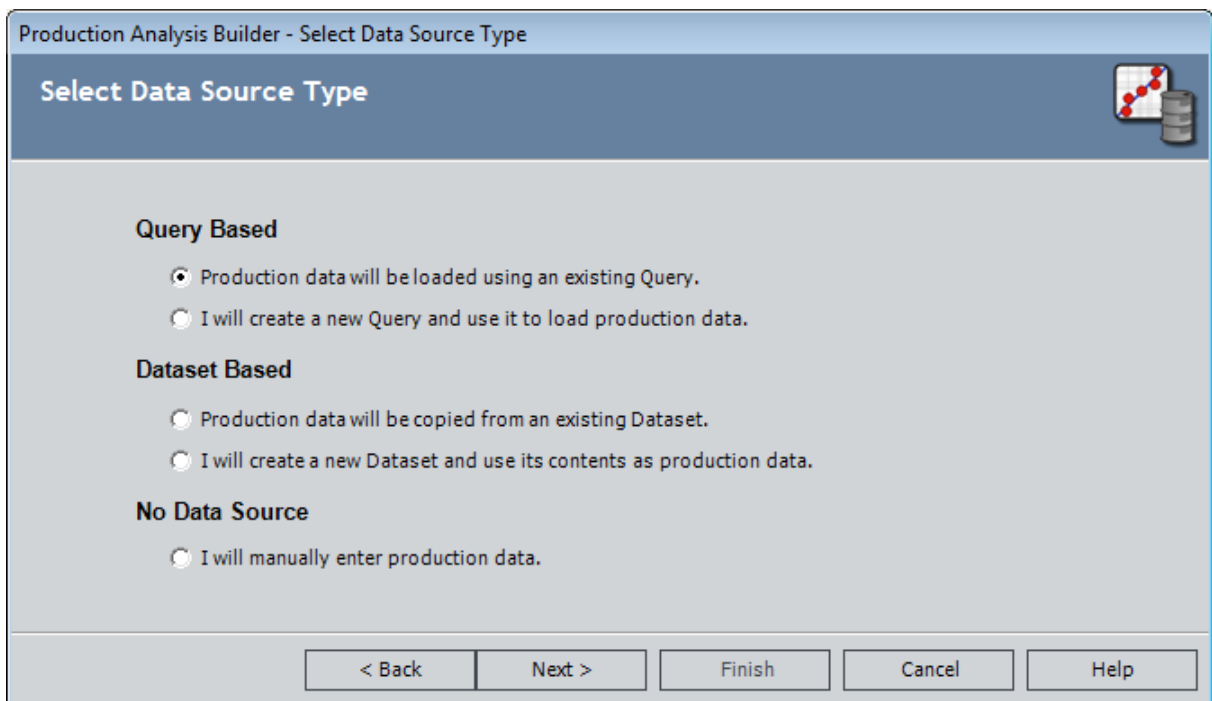 Production Analysis Builder - Select Data Source Type
Select Data Source Type
Query Based
Production data will be loaded using an existing Query.
I will create a new Query and use it to load production data.
Dataset Based
Production data will be copied from an existing Dataset.
I will create a new Dataset and use its contents as production data.
No Data Source
I will manually enter production data.
< Back Next > Finish Cancel Help